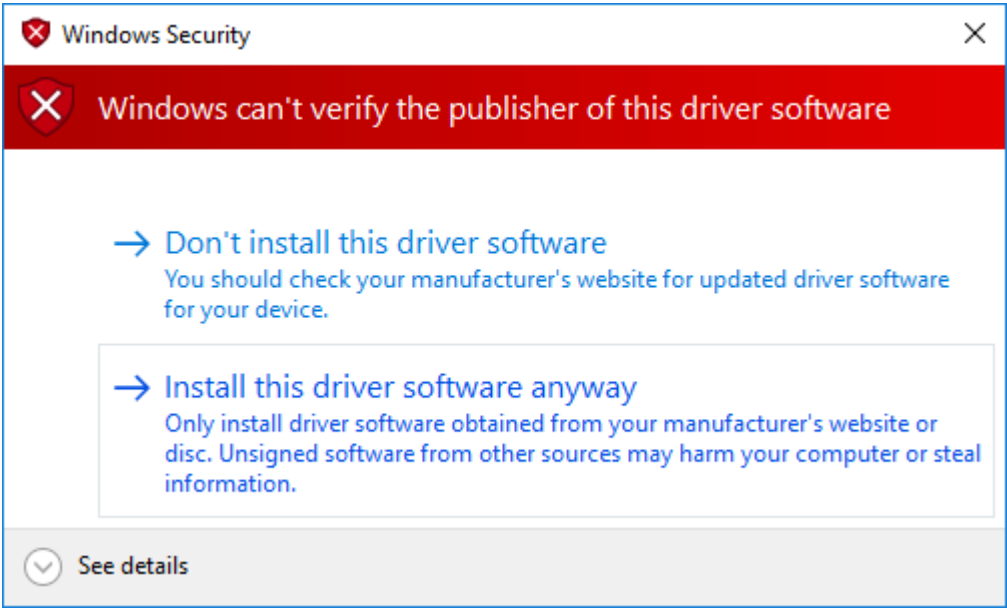 Windows Security
Windows can't verify the publisher of this driver software
Don't install this driver software
You should check your manufacturer's website for updated driver software
for your device.
Install this driver software anyway
Only install driver software obtained from your manufacturer's website or
disc. Unsigned software from other sources may harm your computer or steal
information.
See details